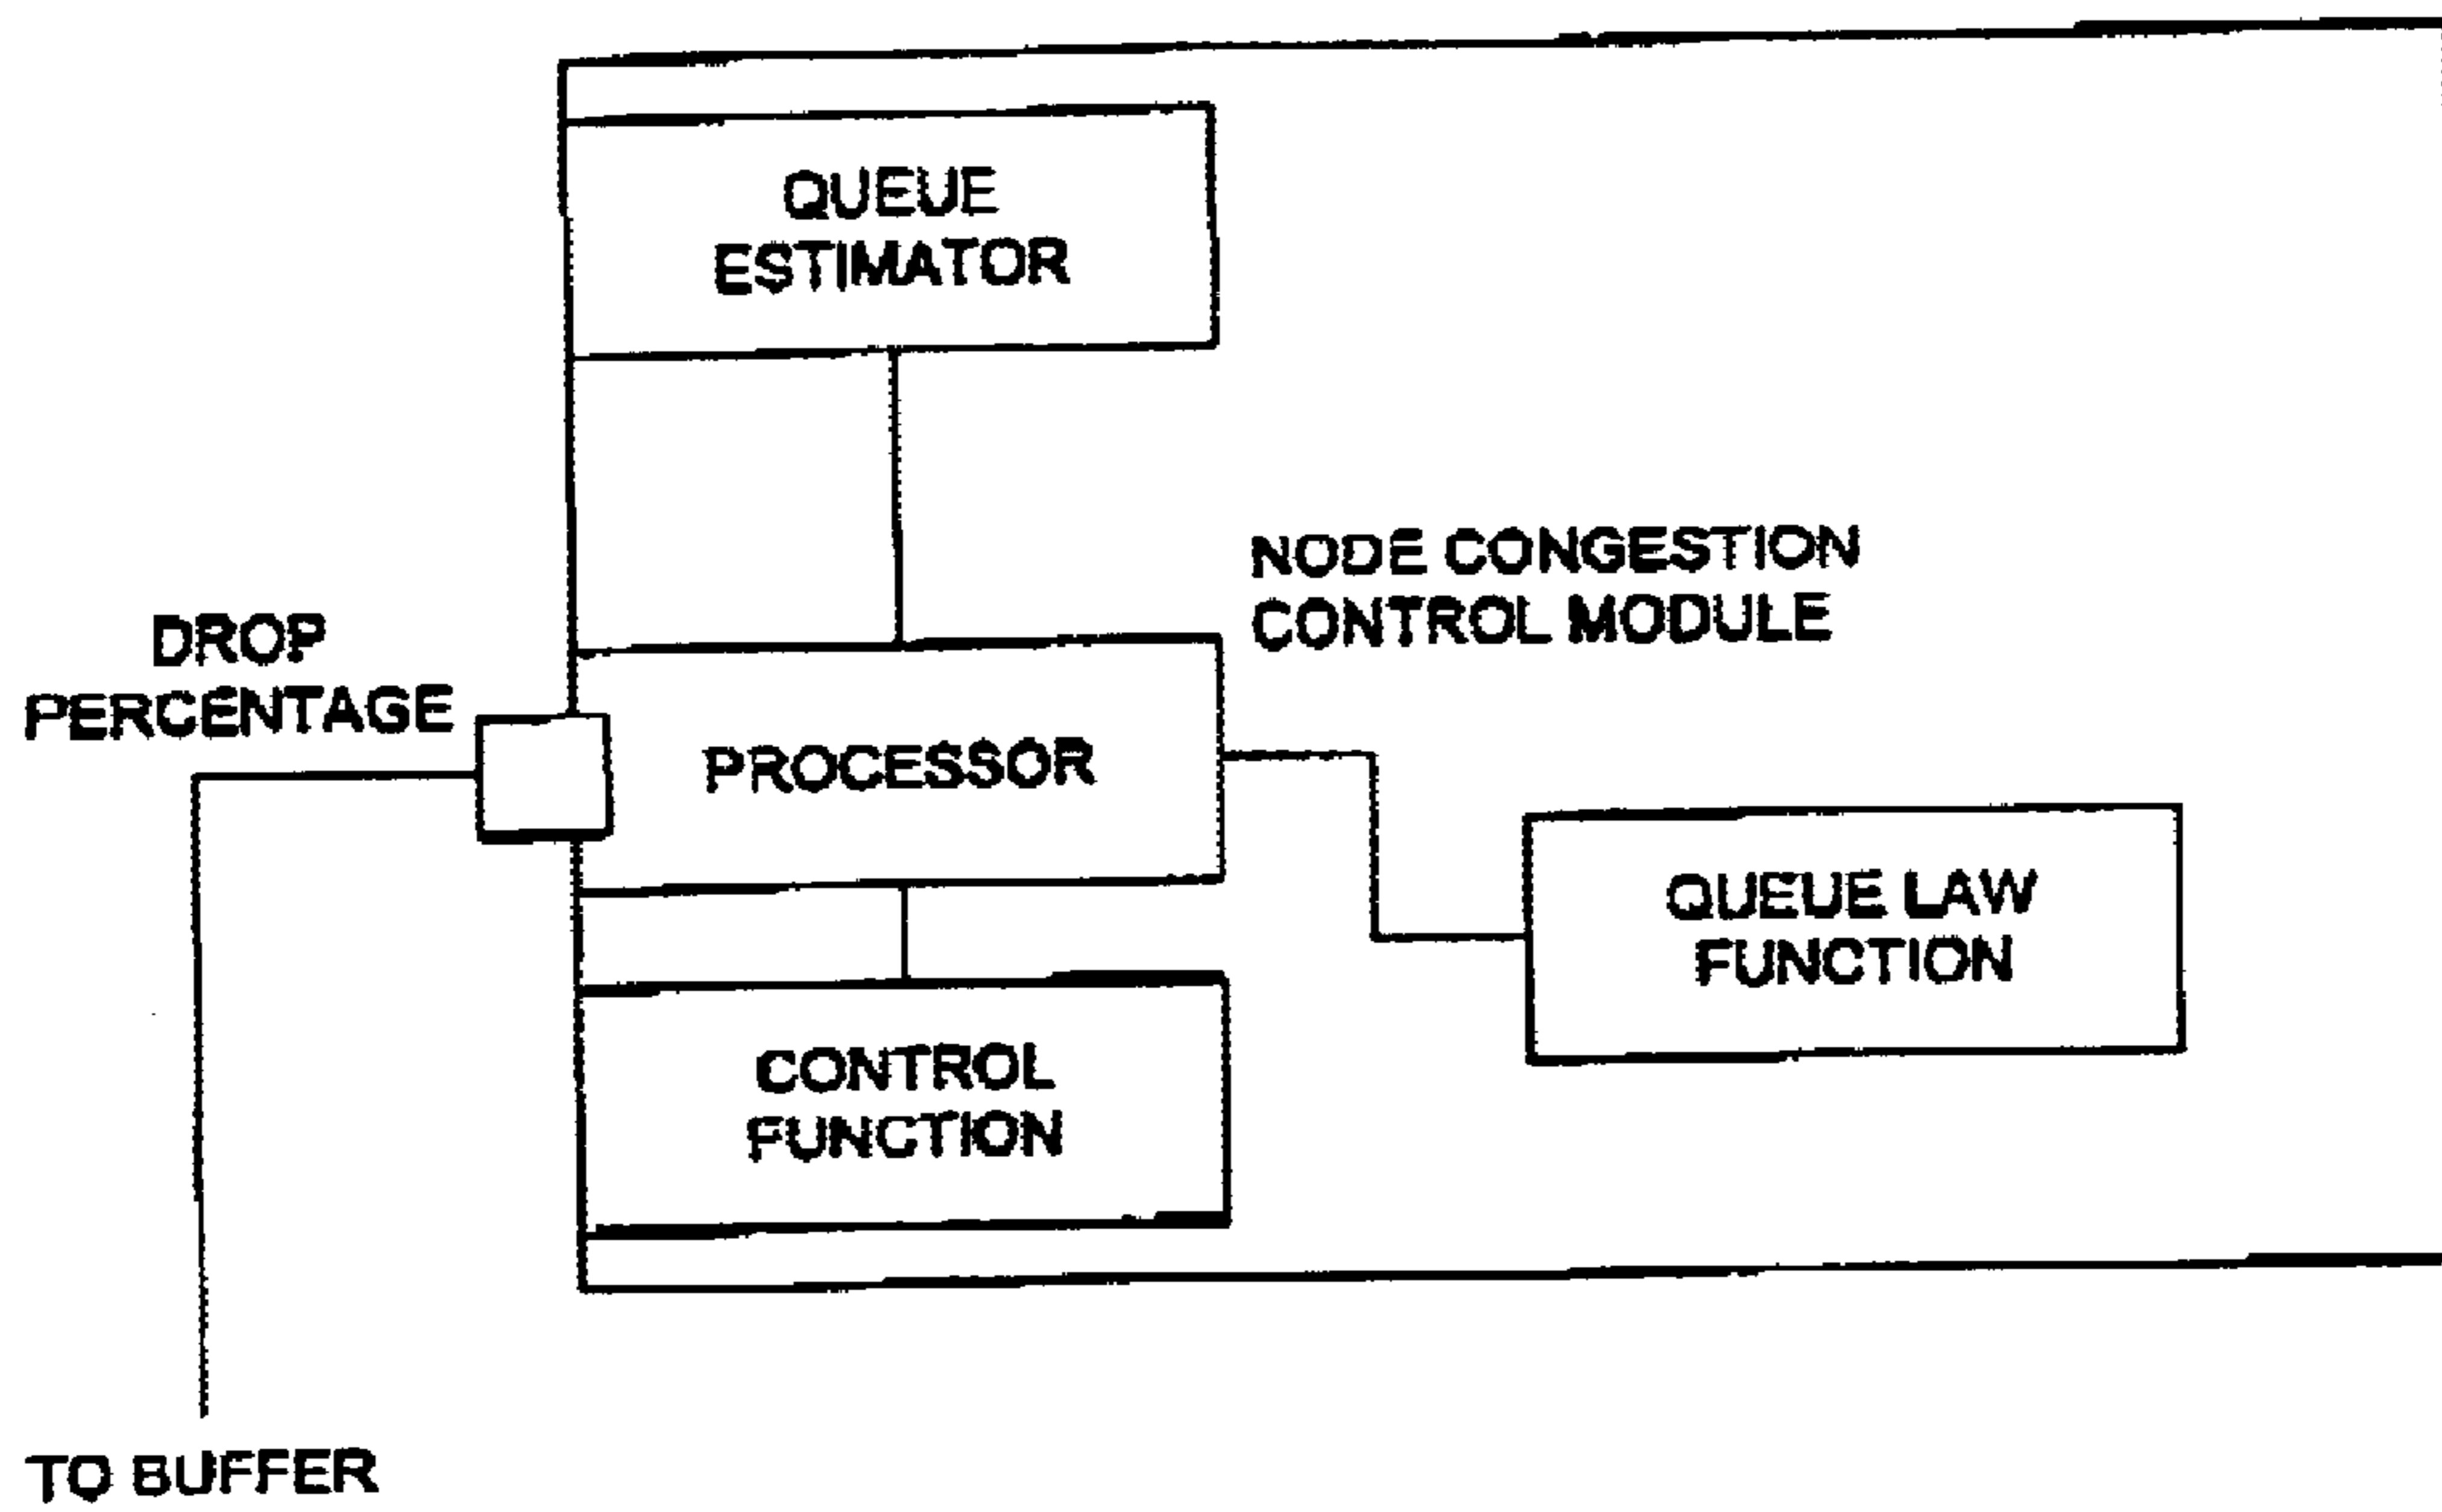 QUEUE
ESTIMATOR
NODE CONGESTION
CONTROL MODULE
DROP
PERCENTAGE
PROCESSOR
QUEUE LAW
FUNCTION
CONTROL
FUNCTION
TO BUFFER